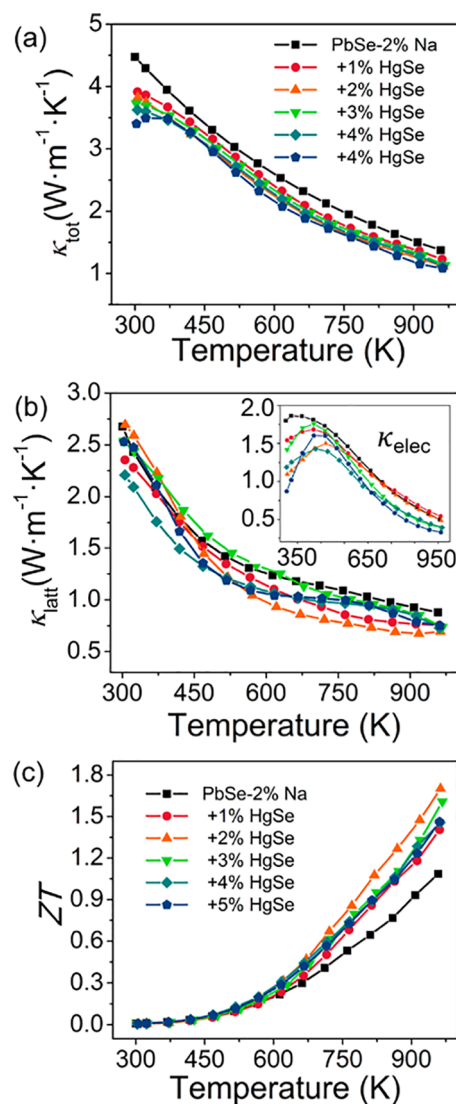 (a)
κtot(W·m⁻¹·K⁻¹)
5
4
3
2
1
PbSe-2% Na
+1% HgSe
+2% HgSe
+3% HgSe
+4% HgSe
+4% HgSe
300 450 600 750 900
Temperature (K)
(b)
κlatt(W·m⁻¹·K⁻¹)
3.0
2.5
2.0
1.5
1.0
0.5
2.0
1.5
1.0
0.5
κelec
350 650 950
300 450 600 750 900
Temperature (K)
(c)
ZT
1.8
1.5
1.2
0.9
0.6
0.3
0.0
PbSe-2% Na
+1% HgSe
+2% HgSe
+3% HgSe
+4% HgSe
+5% HgSe
300 450 600 750 900
Temperature (K)